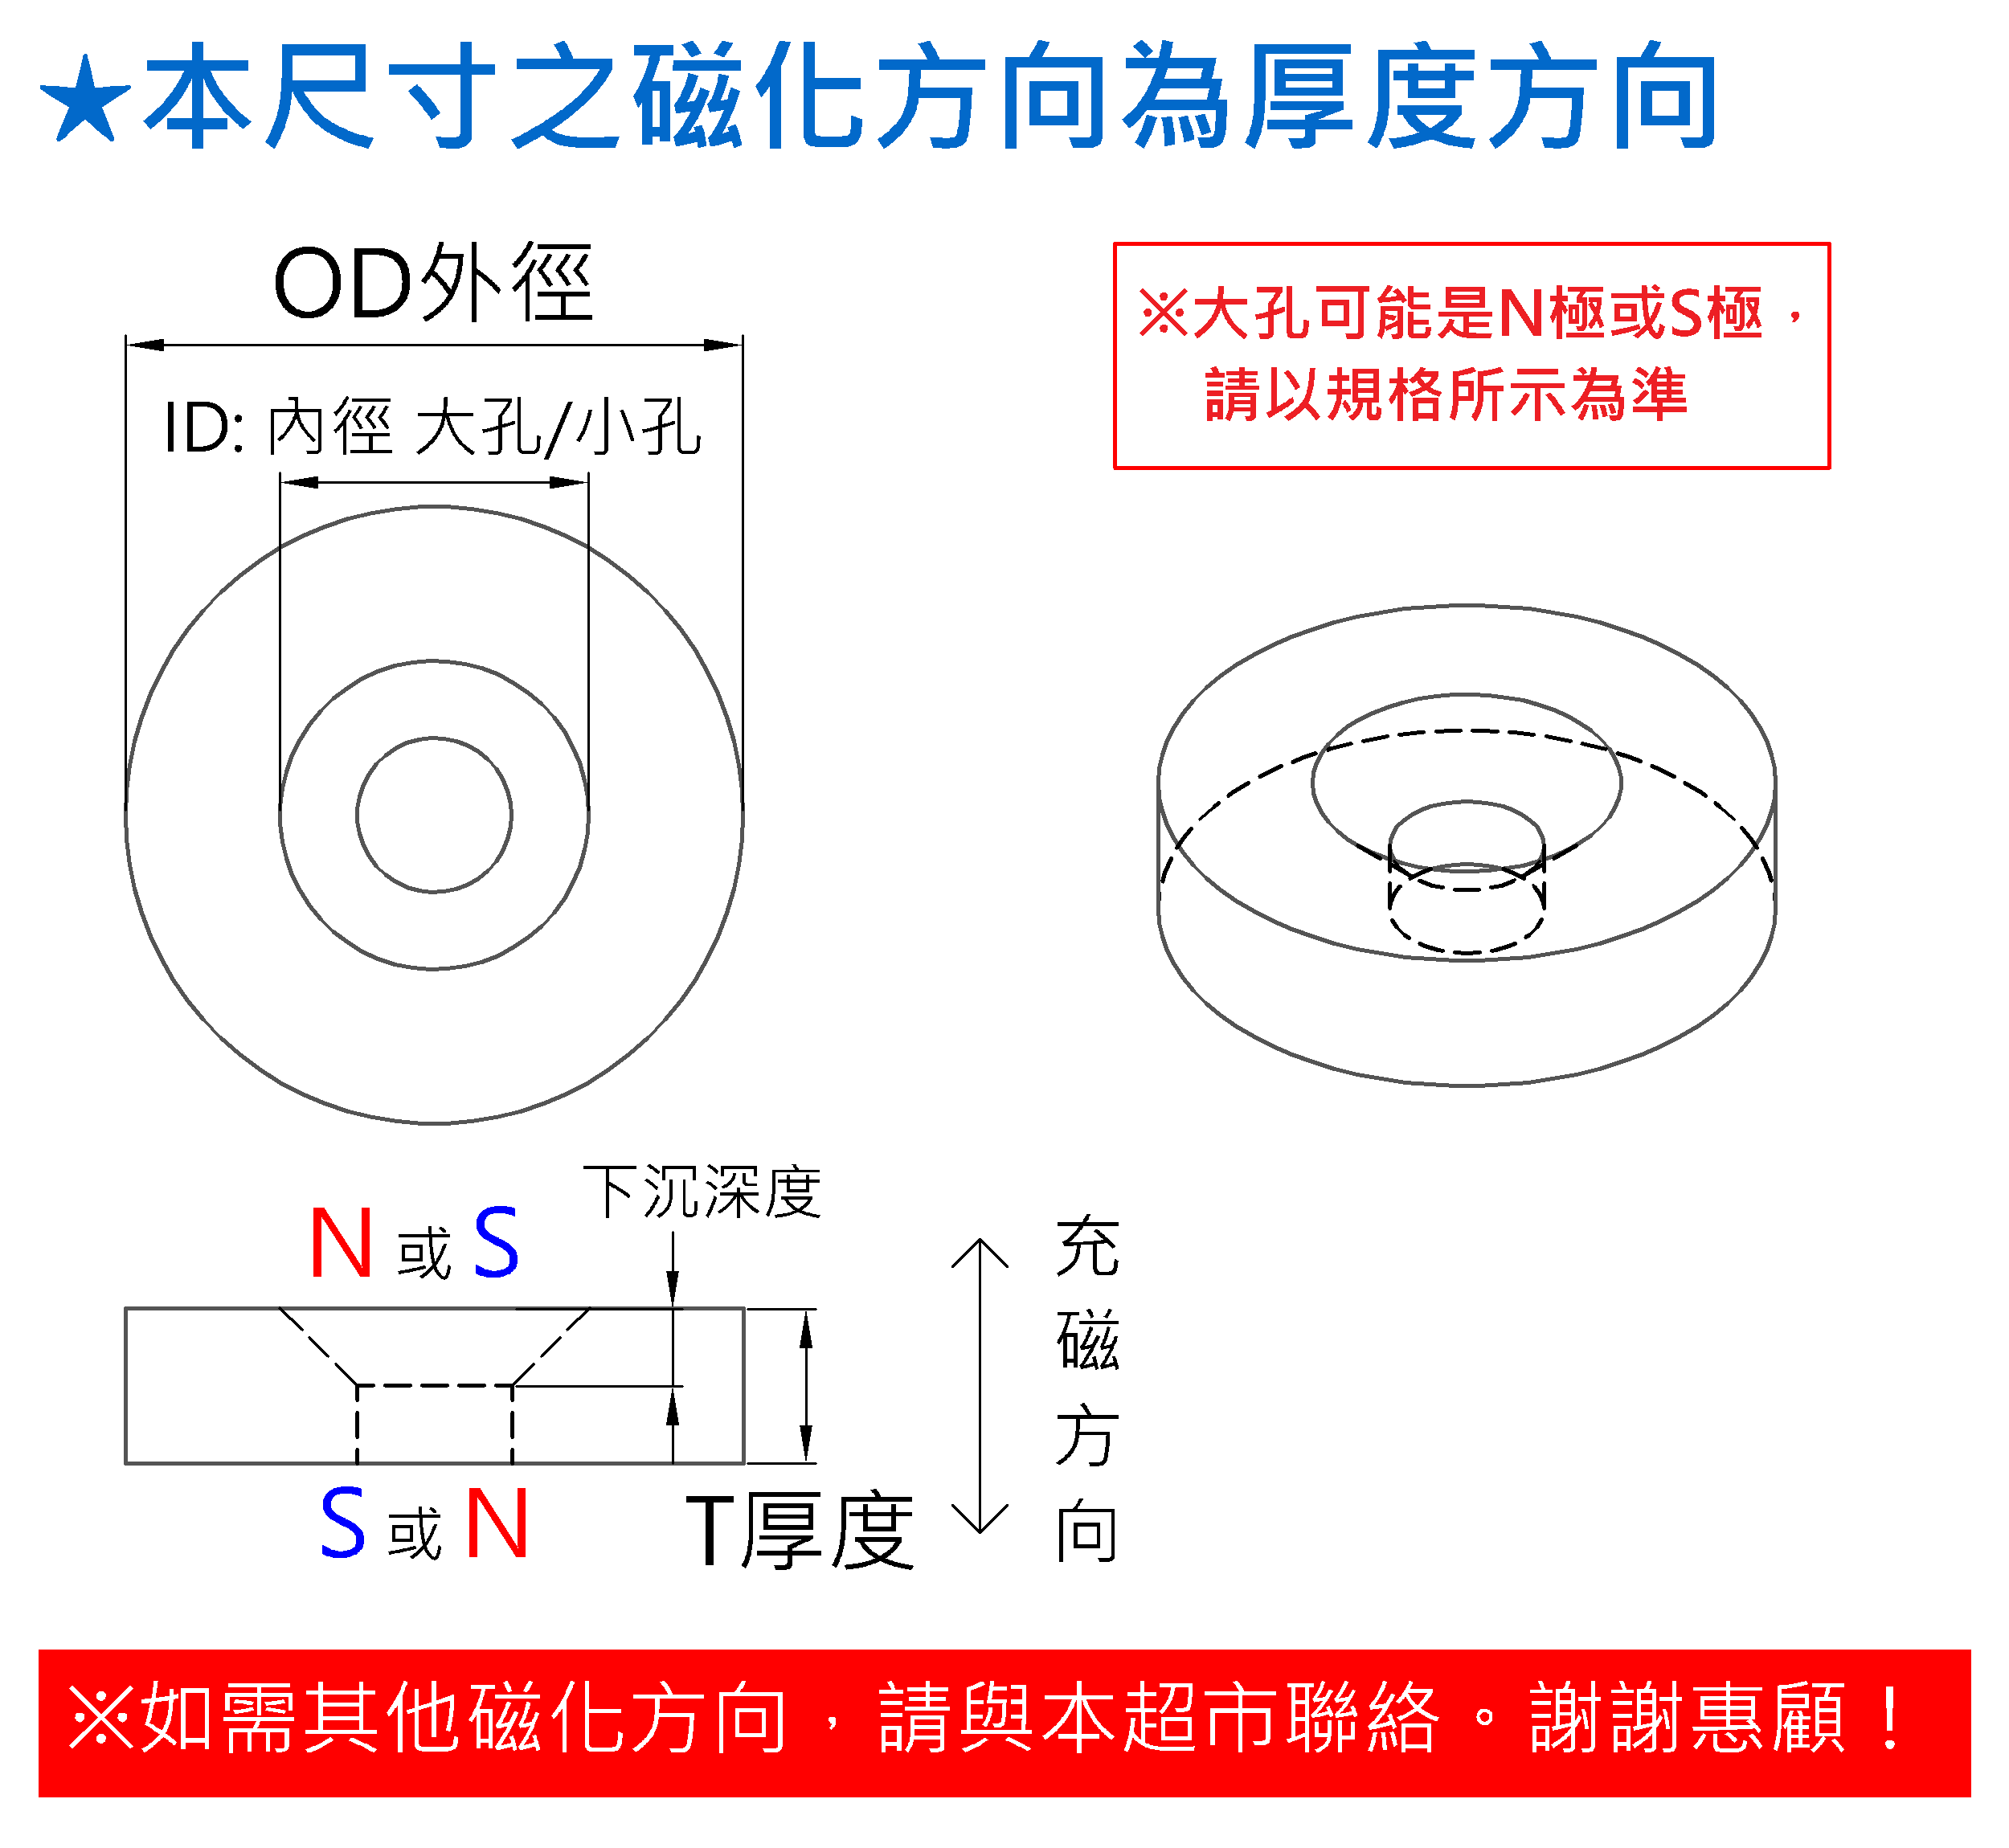 ★本尺寸之磁化方向為厚度方向
OD外徑
※大孔可能是N極或S極，
請以規格所示為準
ID: 內徑 大孔/小孔
下沉深度
N 或 S
充磁方向
S 或 N
T厚度
※如需其他磁化方向，請與本超市聯絡。謝謝惠顧！